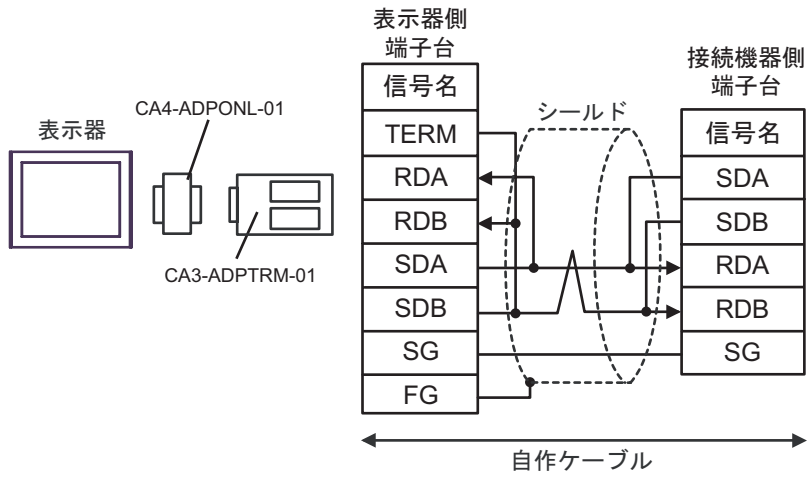 表示器
CA4-ADPONL-01
CA3-ADPTRM-01
表示器側
端子台
信号名
TERM
RDA
RDB
SDA
SDB
SG
FG
シールド
接続機器側
端子台
信号名
SDA
SDB
RDA
RDB
SG
自作ケーブル